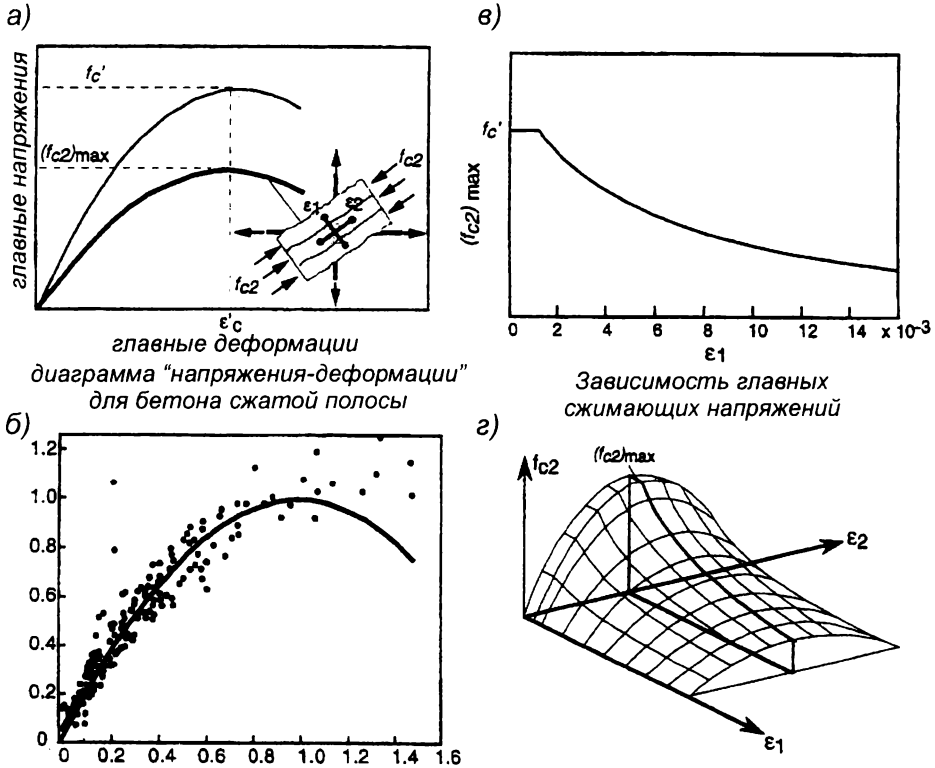 а)
главные напряжения
fc'
(fc2)max
fc2
ε1
ε2
fc2
ε'c
главные деформации
диаграмма “напряжения-деформации”
для бетона сжатой полосы
в)
fc'
(fc2) max
0 2 4 6 8 10 12 14 x 10-3
ε1
Зависимость главных
сжимающих напряжений
б)
1.2
1.0
0.8
0.6
0.4
0.2
0
0 0.2 0.4 0.6 0.8 1.0 1.2 1.4 1.6
г)
fc2
(fc2)max
ε2
ε1